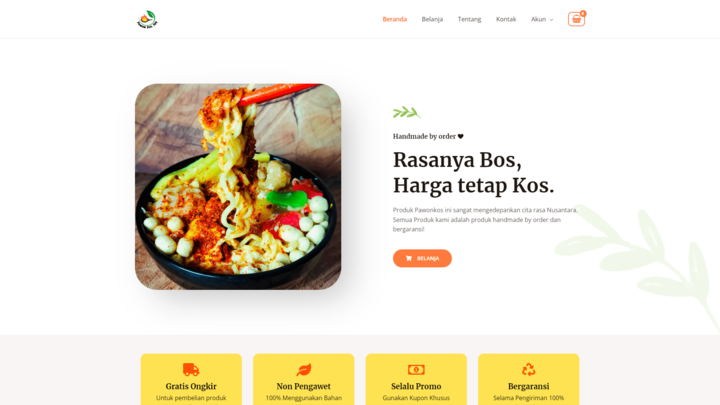 Beranda
Belanja
Tentang
Kontak
Akun
Handmade by order
Rasanya Bos,
Harga tetap Kos.
Produk Pawonkos ini sangat mengedepankan cita rasa Nusantara.
Semua Produk kami adalah produk handmade by order dan
bergaransi!
BELANJA
Gratis Ongkir
Untuk pembelian produk
Non Pengawet
100% Menggunakan Bahan
Selalu Promo
Gunakan Kupon Khusus
Bergaransi
Selama Pengiriman 100%